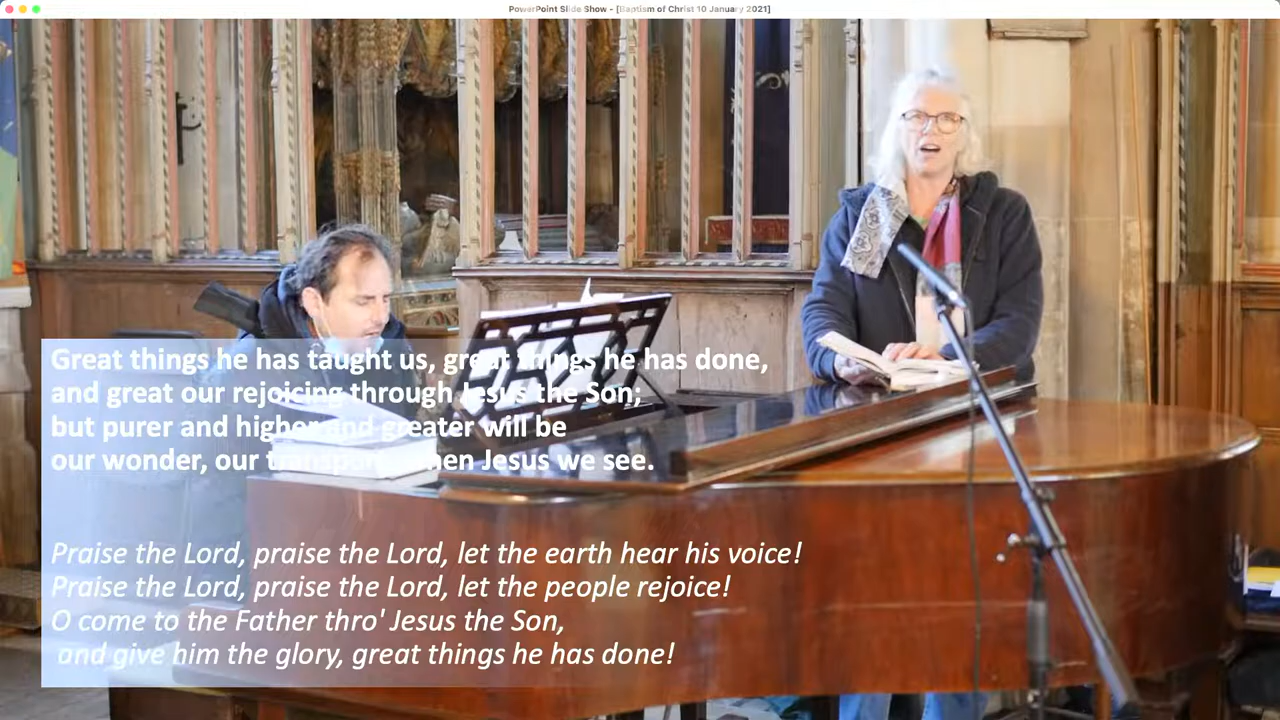 PowerPoint Slide Show - [Baptism of Christ 10 January 2021]
Great things he has taught us, great things he has done,
and great our rejoicing through Jesus the Son;
but purer and higher and greater will be
our wonder, our transport, when Jesus we see.
Praise the Lord, praise the Lord, let the earth hear his voice!
Praise the Lord, praise the Lord, let the people rejoice!
O come to the Father thro' Jesus the Son,
and give him the glory, great things he has done!